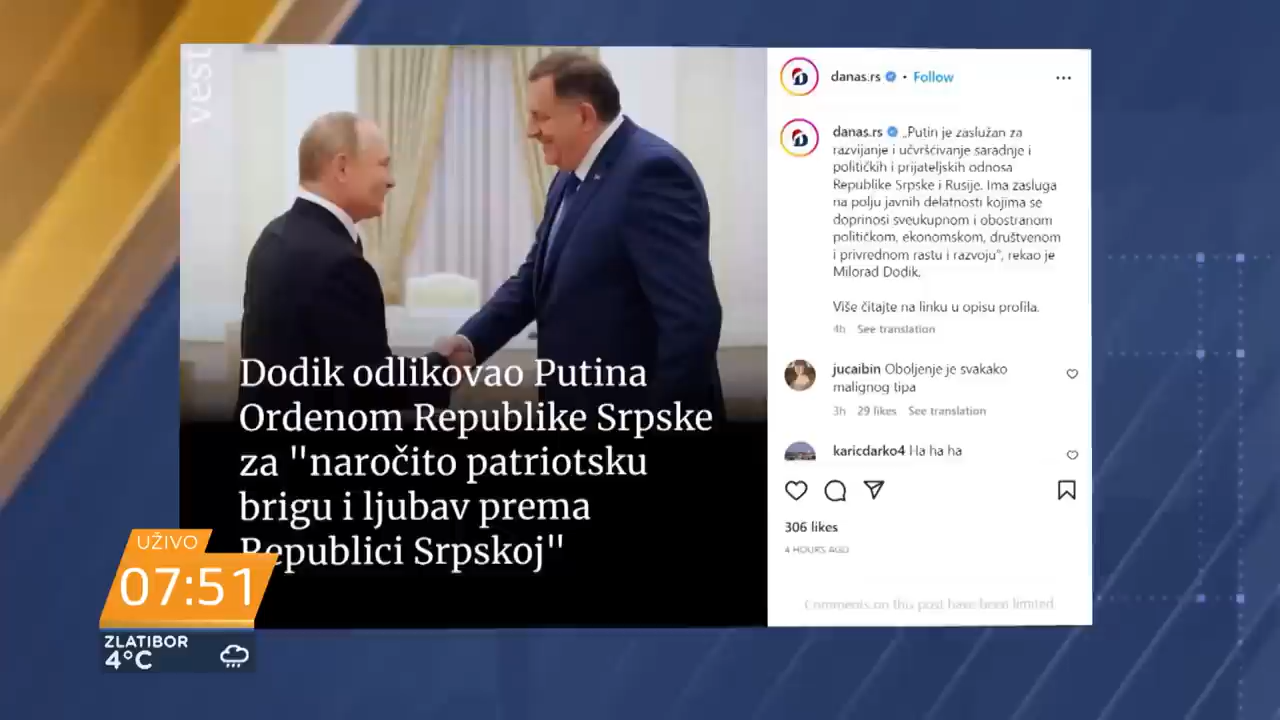 vest
Dodik odlikovao Putina
Ordenom Republike Srpske
za "naročito patriotsku
brigu i ljubav prema
Republici Srpskoj"
danas.rs • Follow
danas.rs „Putin je zaslužan za
razvijanje i učvršćivanje saradnje i
političkih i prijateljskih odnosa
Republike Srpske i Rusije. Ima zasluga
na polju javnih delatnosti kojima se
doprinosi sveukupnom i obostranom
političkom, ekonomskom, društvenom
i privrednom rastu i razvoju“, rekao je
Milorad Dodik.
Više čitajte na linku u opisu profila.
4h See translation
jucaibin Oboljenje je svakako
malignog tipa
3h 29 likes See translation
karicdarko4 Ha ha ha
306 likes
4 HOURS AGO
Comments on this post have been limited
UŽIVO
07:51
ZLATIBOR
4°C